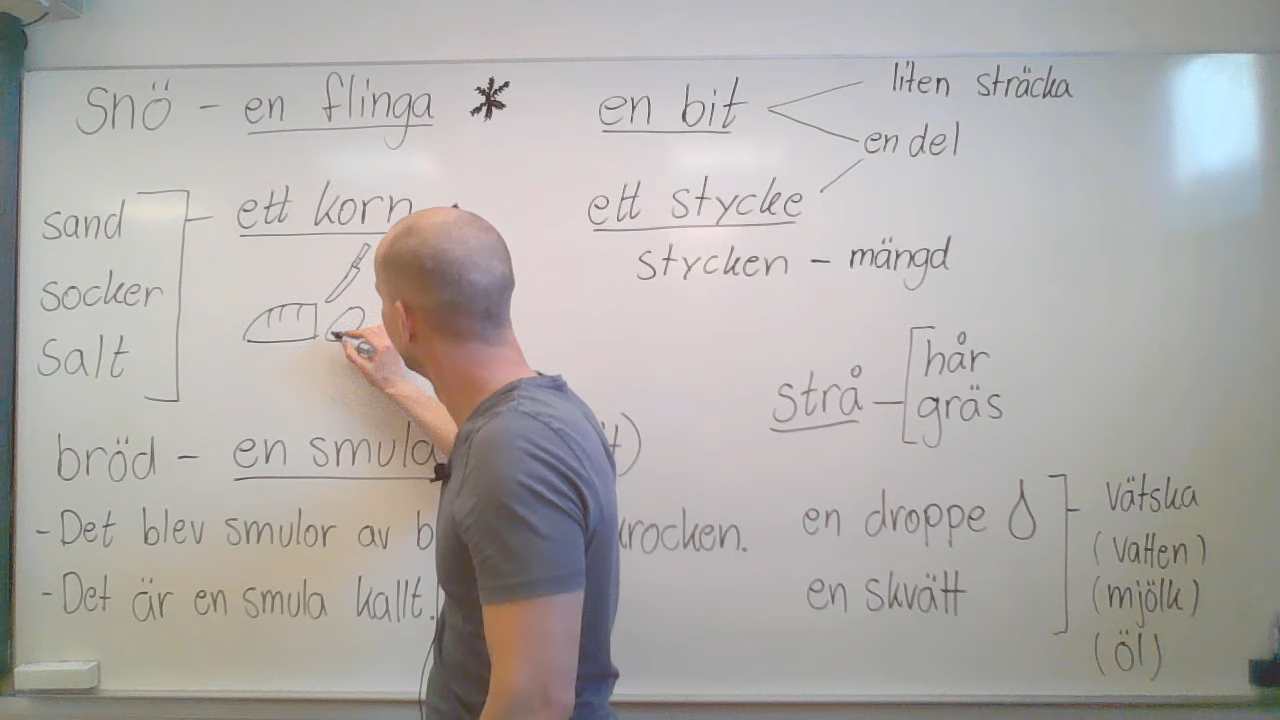 Snö - en flinga
sand
socker
Salt
ett korn
bröd - en smula
-Det blev smulor av b krocken.
-Det är en smula kallt.
en bit
liten sträcka
en del
ett stycke
stycken - mängd
strå
hår
gräs
en droppe
en skvätt
vätska
(vatten)
(mjölk)
(öl)